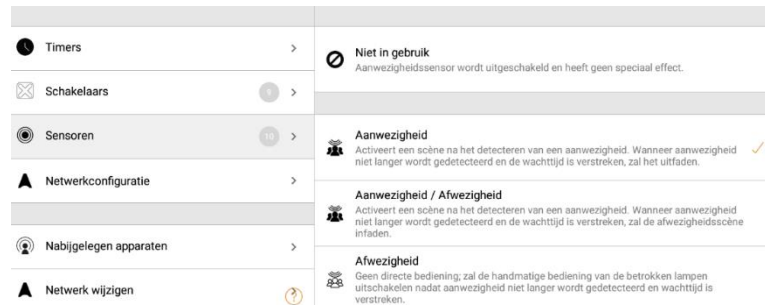 Timers
Schakelaars
9
Sensoren
10
Netwerkconfiguratie
Nabijgelegen apparaten
Netwerk wijzigen
?
Niet in gebruik
Aanwezigheidssensor wordt uitgeschakeld en heeft geen speciaal effect.
Aanwezigheid
Activeert een scène na het detecteren van een aanwezigheid. Wanneer aanwezigheid
niet langer wordt gedetecteerd en de wachttijd is verstreken, zal het uitfaden.
Aanwezigheid / Afwezigheid
Activeert een scène na het detecteren van een aanwezigheid. Wanneer aanwezigheid
niet langer wordt gedetecteerd en de wachttijd is verstreken, zal de afwezigheidsscène
infaden.
Afwezigheid
Geen directe bediening; zal de handmatige bediening van de betrokken lampen
uitschakelen nadat aanwezigheid niet langer wordt gedetecteerd en wachttijd is
verstreken.